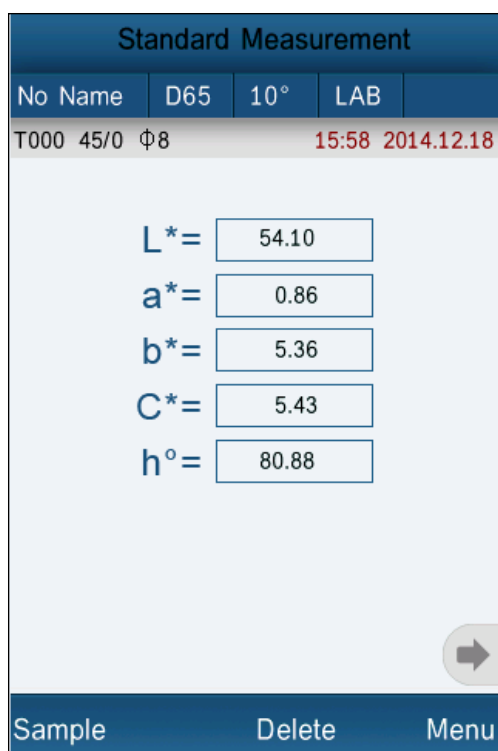 Standard Measurement
No Name D65 10° LAB
T000 45/0 Φ8 15:58 2014.12.18
L*= 54.10
a*= 0.86
b*= 5.36
C*= 5.43
h°= 80.88
Sample Delete Menu